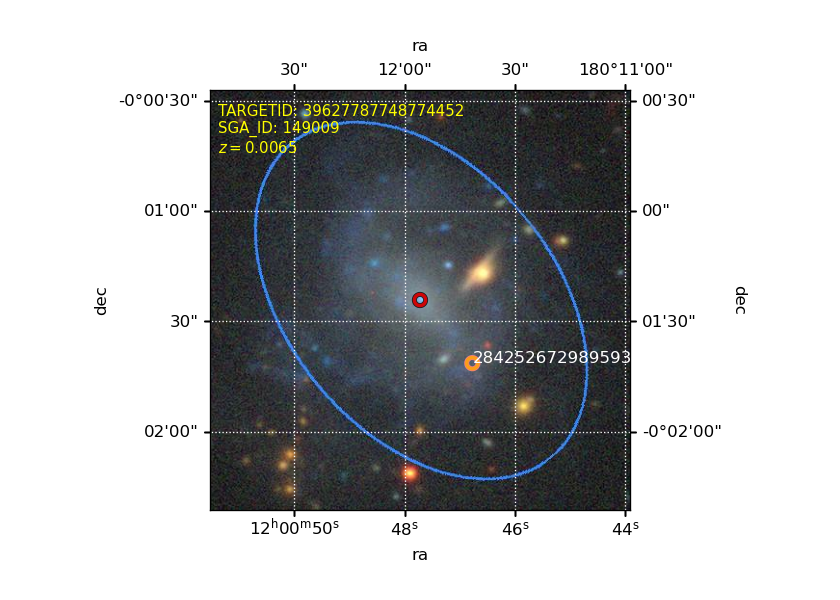 ra
30" 12'00" 30" 180°11'00"
-0°00'30" 00'30"
TARGETID: 39627787748774452
SGA_ID: 149009
z = 0.0065
01'00" 00"
dec dec
30" 01'30"
284252672989593
02'00" -0°02'00"
12h00m50s 48s 46s 44s
ra